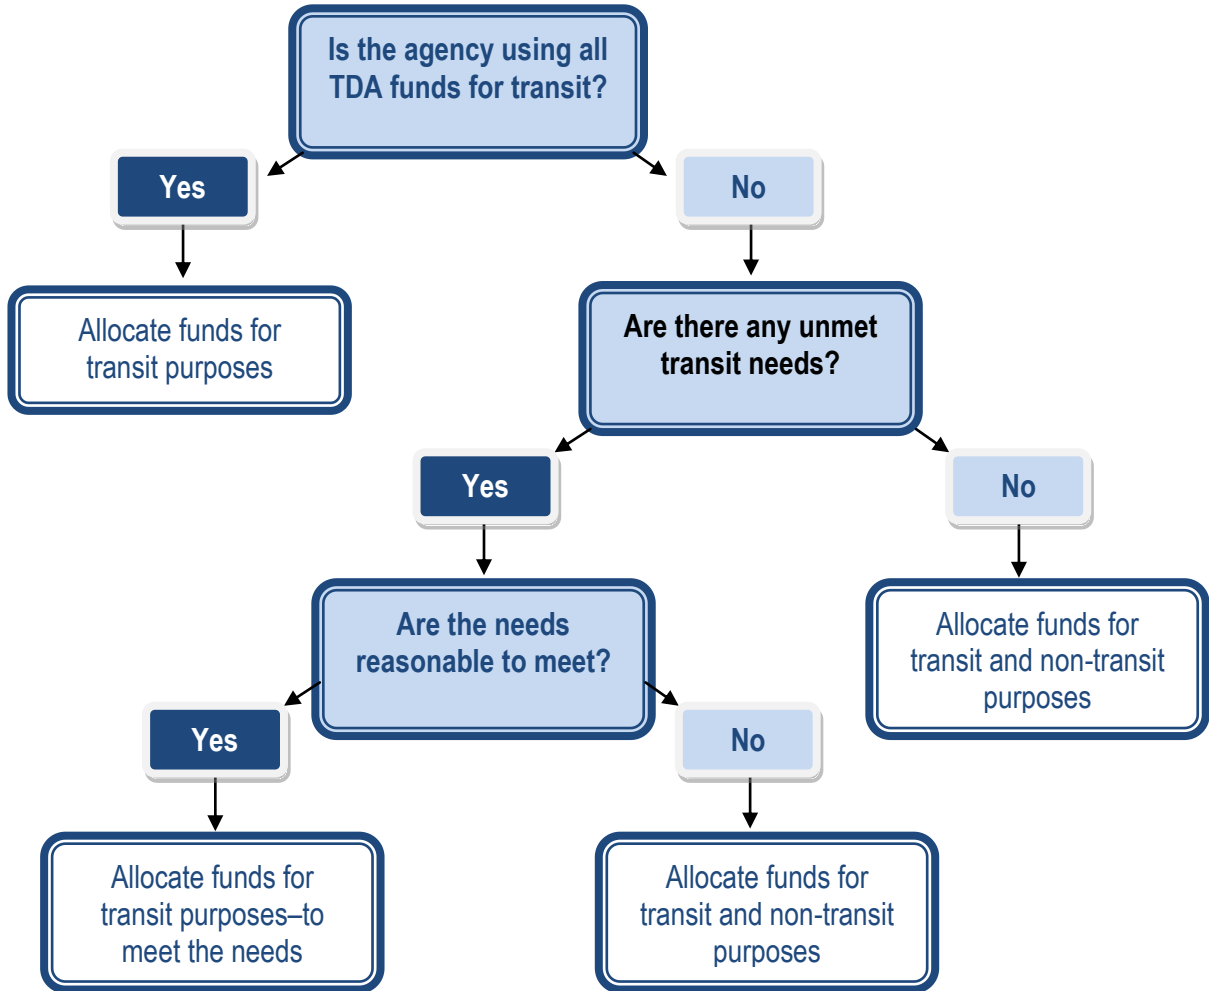 Is the agency using all
TDA funds for transit?
Yes
No
Allocate funds for
transit purposes
Are there any unmet
transit needs?
Yes
No
Are the needs
reasonable to meet?
Allocate funds for
transit and non-transit
purposes
Yes
No
Allocate funds for
transit purposes–to
meet the needs
Allocate funds for
transit and non-transit
purposes